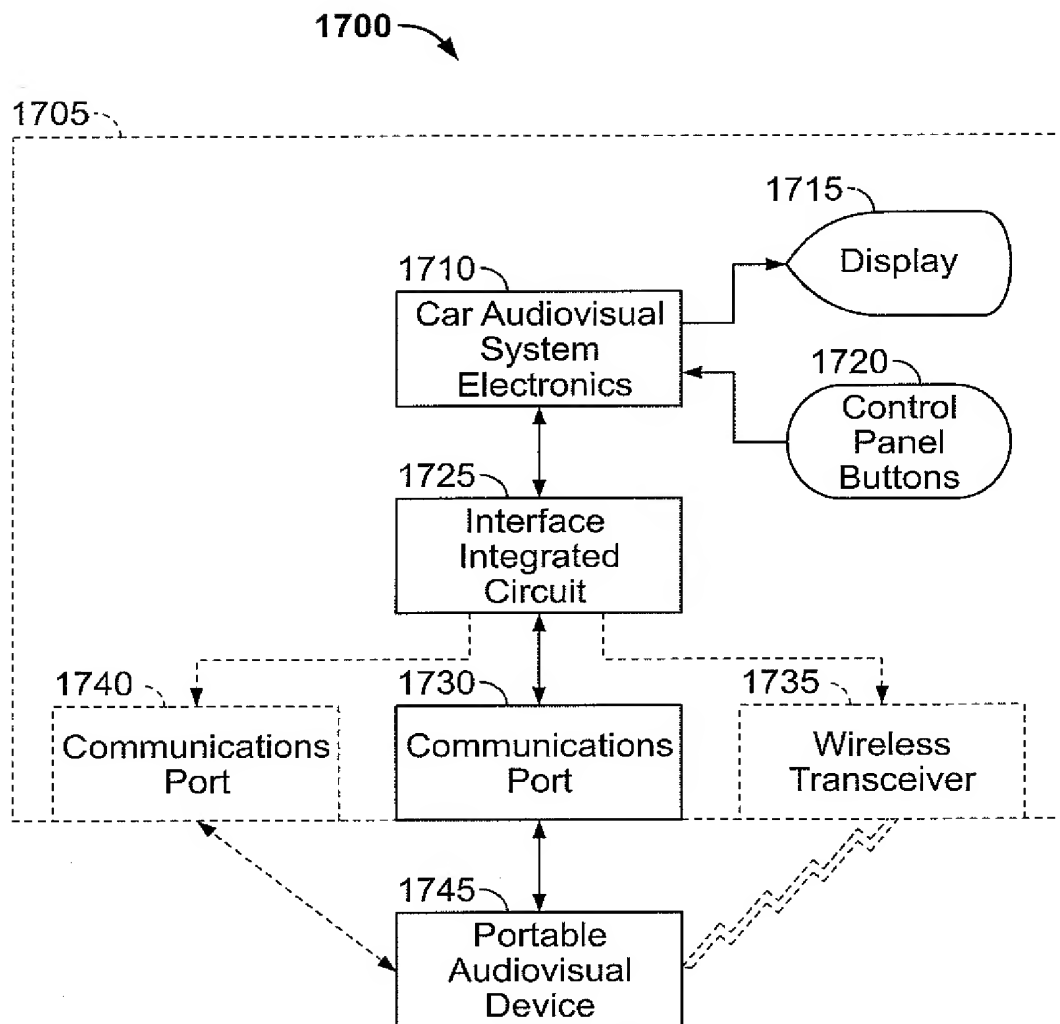 1700
1705
1715
Display
1710
Car Audiovisual
System
Electronics
1720
Control
Panel
Buttons
1725
Interface
Integrated
Circuit
1740
Communications
Port
1730
Communications
Port
1735
Wireless
Transceiver
1745
Portable
Audiovisual
Device